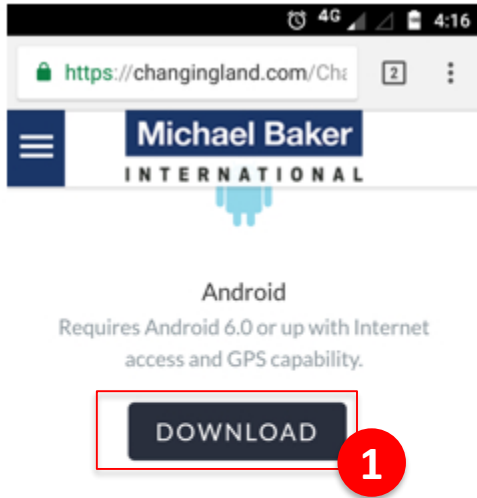 4G 4:16
https://changingland.com/Cha 2
Michael Baker
INTERNATIONAL
Android
Requires Android 6.0 or up with Internet
access and GPS capability.
DOWNLOAD
1